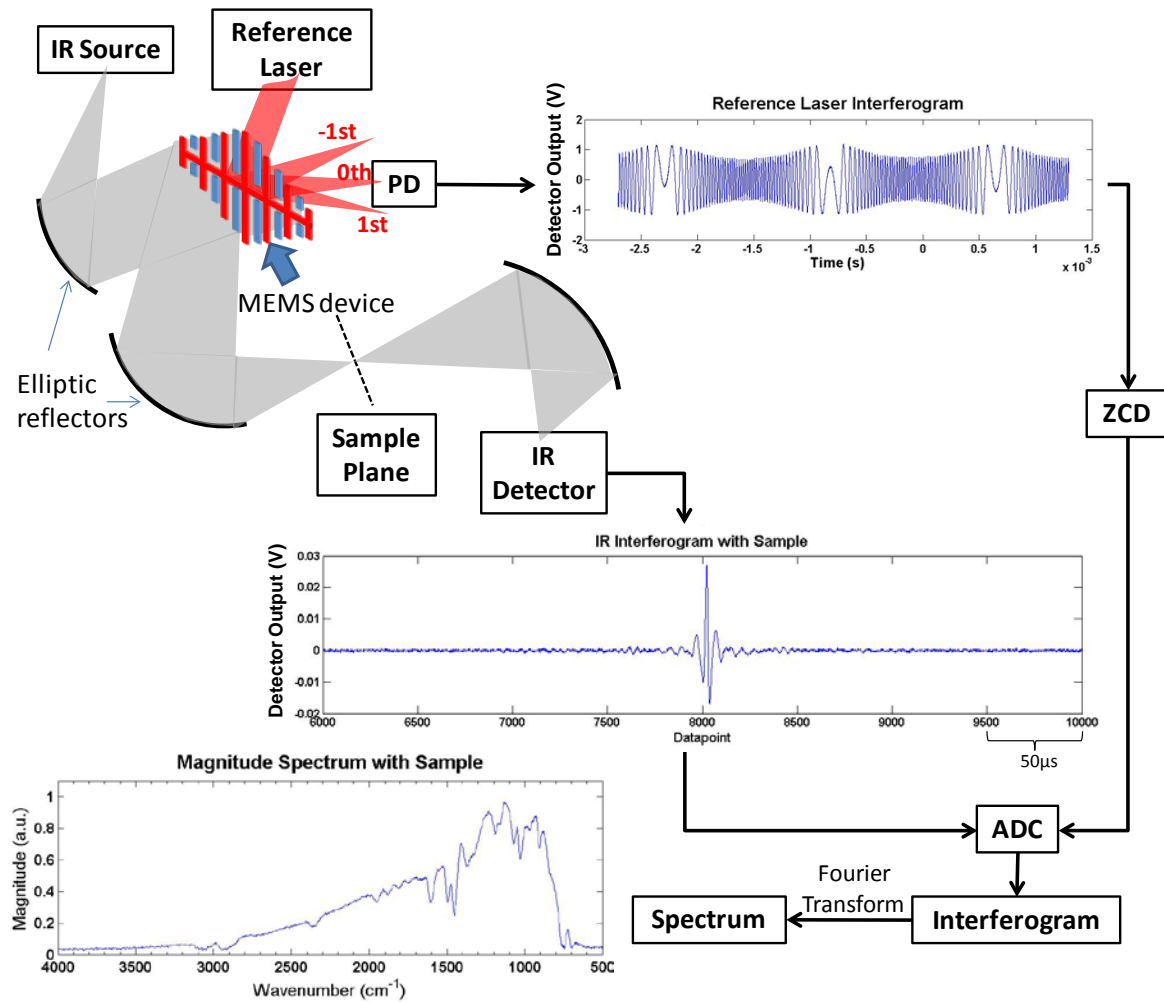 IR Source
Reference
Laser
-1st
0th
1st
PD
MEMS device
Elliptic
reflectors
Sample
Plane
IR
Detector
Reference Laser Interferogram
Detector Output (V)
2
1
0
-1
-2
-3 -2.5 -2 -1.5 -1 -0.5 0 0.5 1 1.5
Time (s)
x 10⁻³
ZCD
IR Interferogram with Sample
Detector Output (V)
0.03
0.02
0.01
0
-0.01
-0.02
6000 6500 7000 7500 8000 8500 9000 9500 10000
Datapoint
50µs
Magnitude Spectrum with Sample
Magnitude (a.u.)
1
0.8
0.6
0.4
0.2
0
4000 3500 3000 2500 2000 1500 1000 500
Wavenumber (cm⁻¹)
ADC
Fourier
Transform
Spectrum
Interferogram